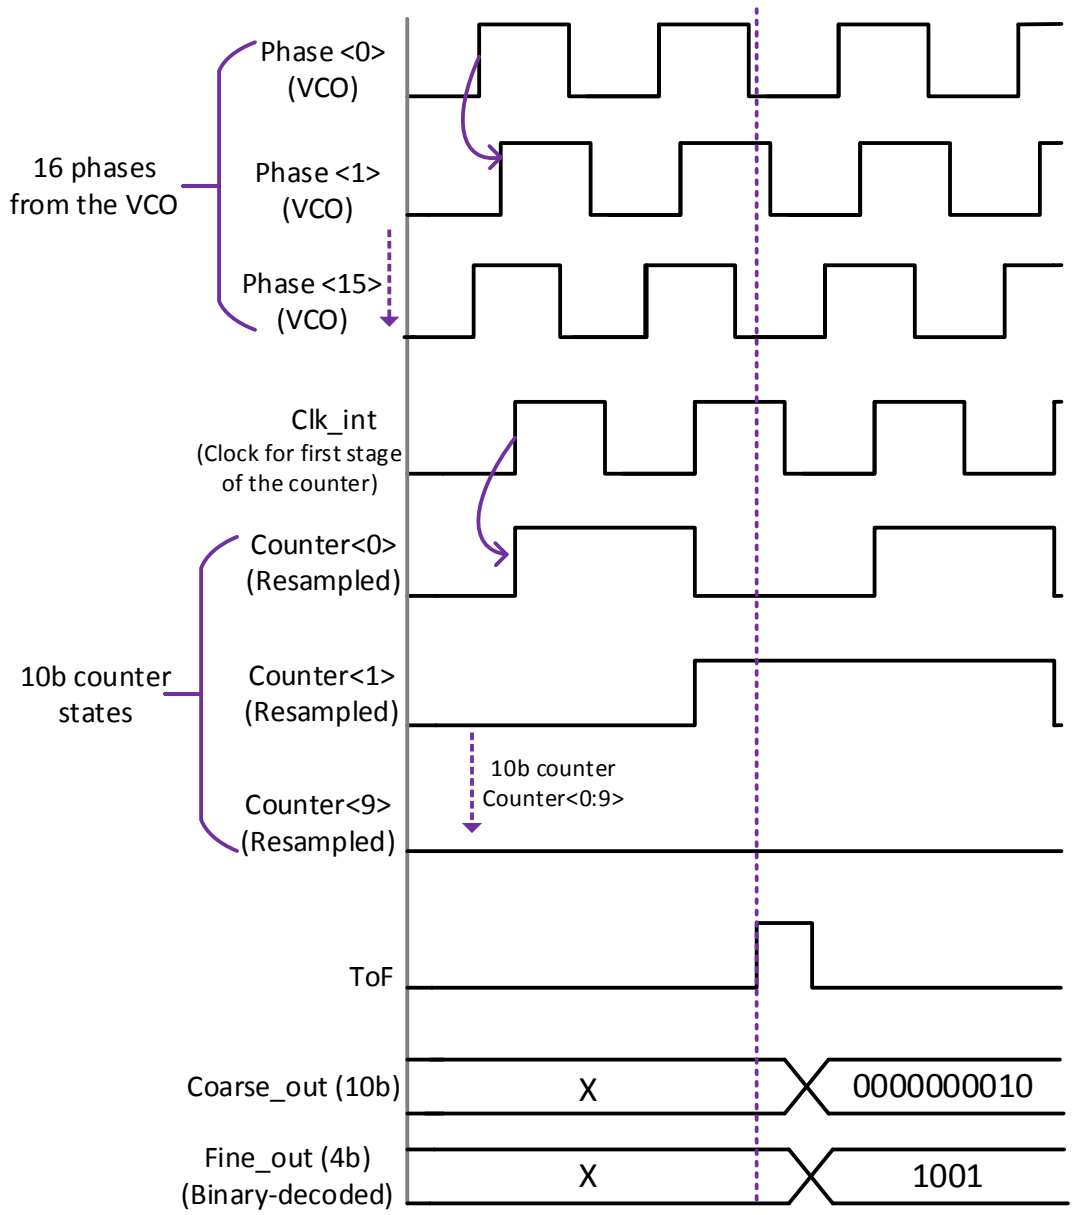 Phase <0>
(VCO)
16 phases
from the VCO
Phase <1>
(VCO)
Phase <15>
(VCO)
Clk_int
(Clock for first stage
of the counter)
Counter<0>
(Resampled)
10b counter
states
Counter<1>
(Resampled)
10b counter
Counter<0:9>
Counter<9>
(Resampled)
ToF
Coarse_out (10b)
X
0000000010
Fine_out (4b)
(Binary-decoded)
X
1001